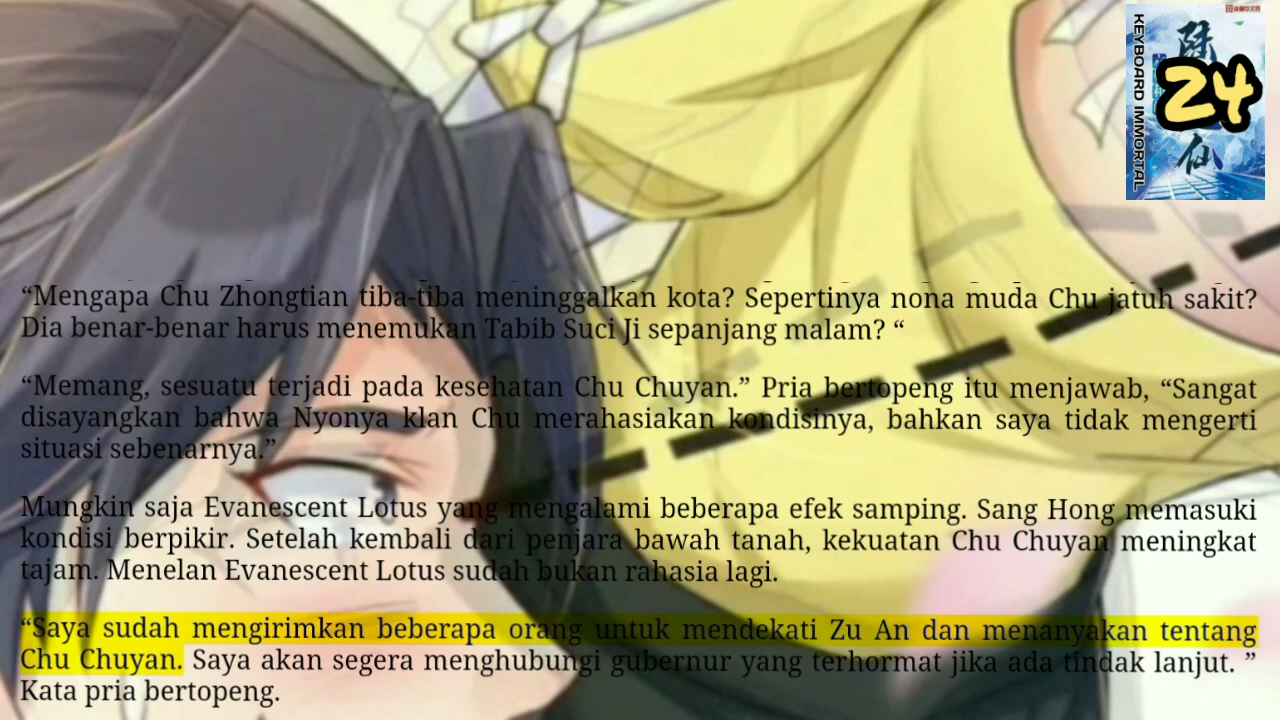 陆
仙
24
KEYBOARD IMMORTAL
“Mengapa Chu Zhongtian tiba-tiba meninggalkan kota? Sepertinya nona muda Chu jatuh sakit?
Dia benar-benar harus menemukan Tabib Suci Ji sepanjang malam? “
“Memang, sesuatu terjadi pada kesehatan Chu Chuyan.” Pria bertopeng itu menjawab, “Sangat
disayangkan bahwa Nyonya klan Chu merahasiakan kondisinya, bahkan saya tidak mengerti
situasi sebenarnya.”
Mungkin saja Evanescent Lotus yang mengalami beberapa efek samping. Sang Hong memasuki
kondisi berpikir. Setelah kembali dari penjara bawah tanah, kekuatan Chu Chuyan meningkat
tajam. Menelan Evanescent Lotus sudah bukan rahasia lagi.
“Saya sudah mengirimkan beberapa orang untuk mendekati Zu An dan menanyakan tentang
Chu Chuyan. Saya akan segera menghubungi gubernur yang terhormat jika ada tindak lanjut. ”
Kata pria bertopeng.